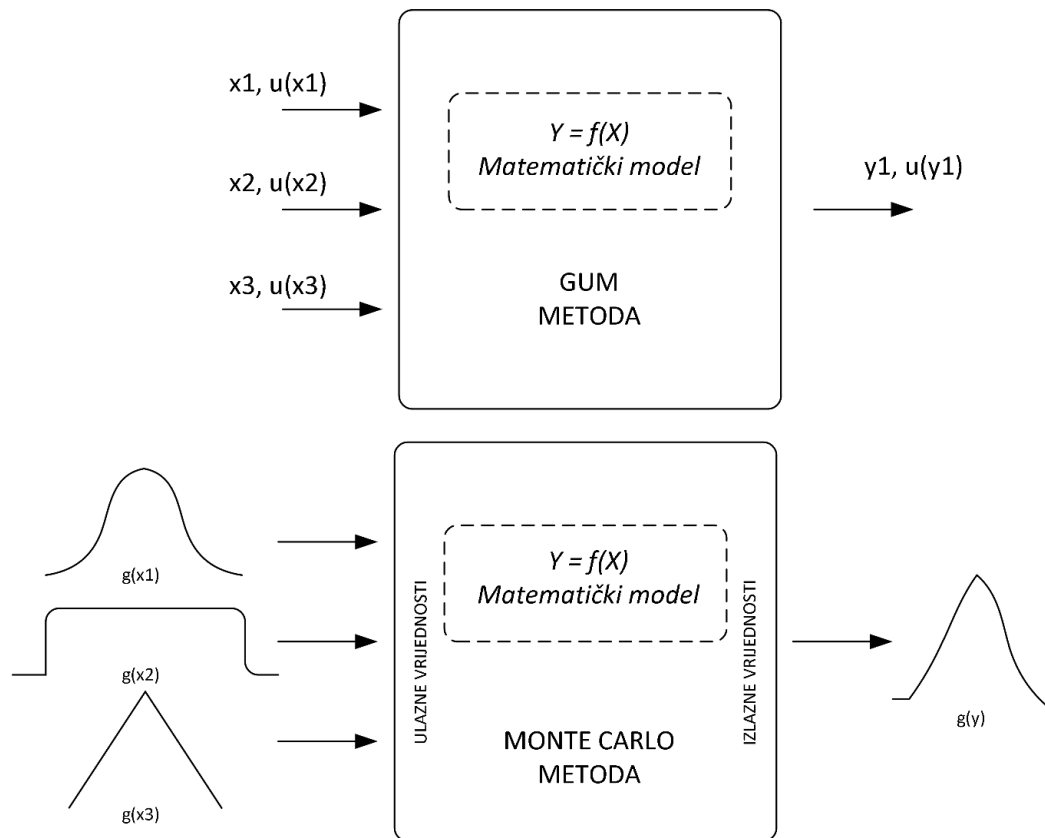 x1, u(x1)
x2, u(x2)
x3, u(x3)
Y = f(X)
Matematički model
GUM
METODA
y1, u(y1)
g(x1)
g(x2)
g(x3)
ULAZNE VRIJEDNOSTI
Y = f(X)
Matematički model
MONTE CARLO
METODA
IZLAZNE VRIJEDNOSTI
g(y)